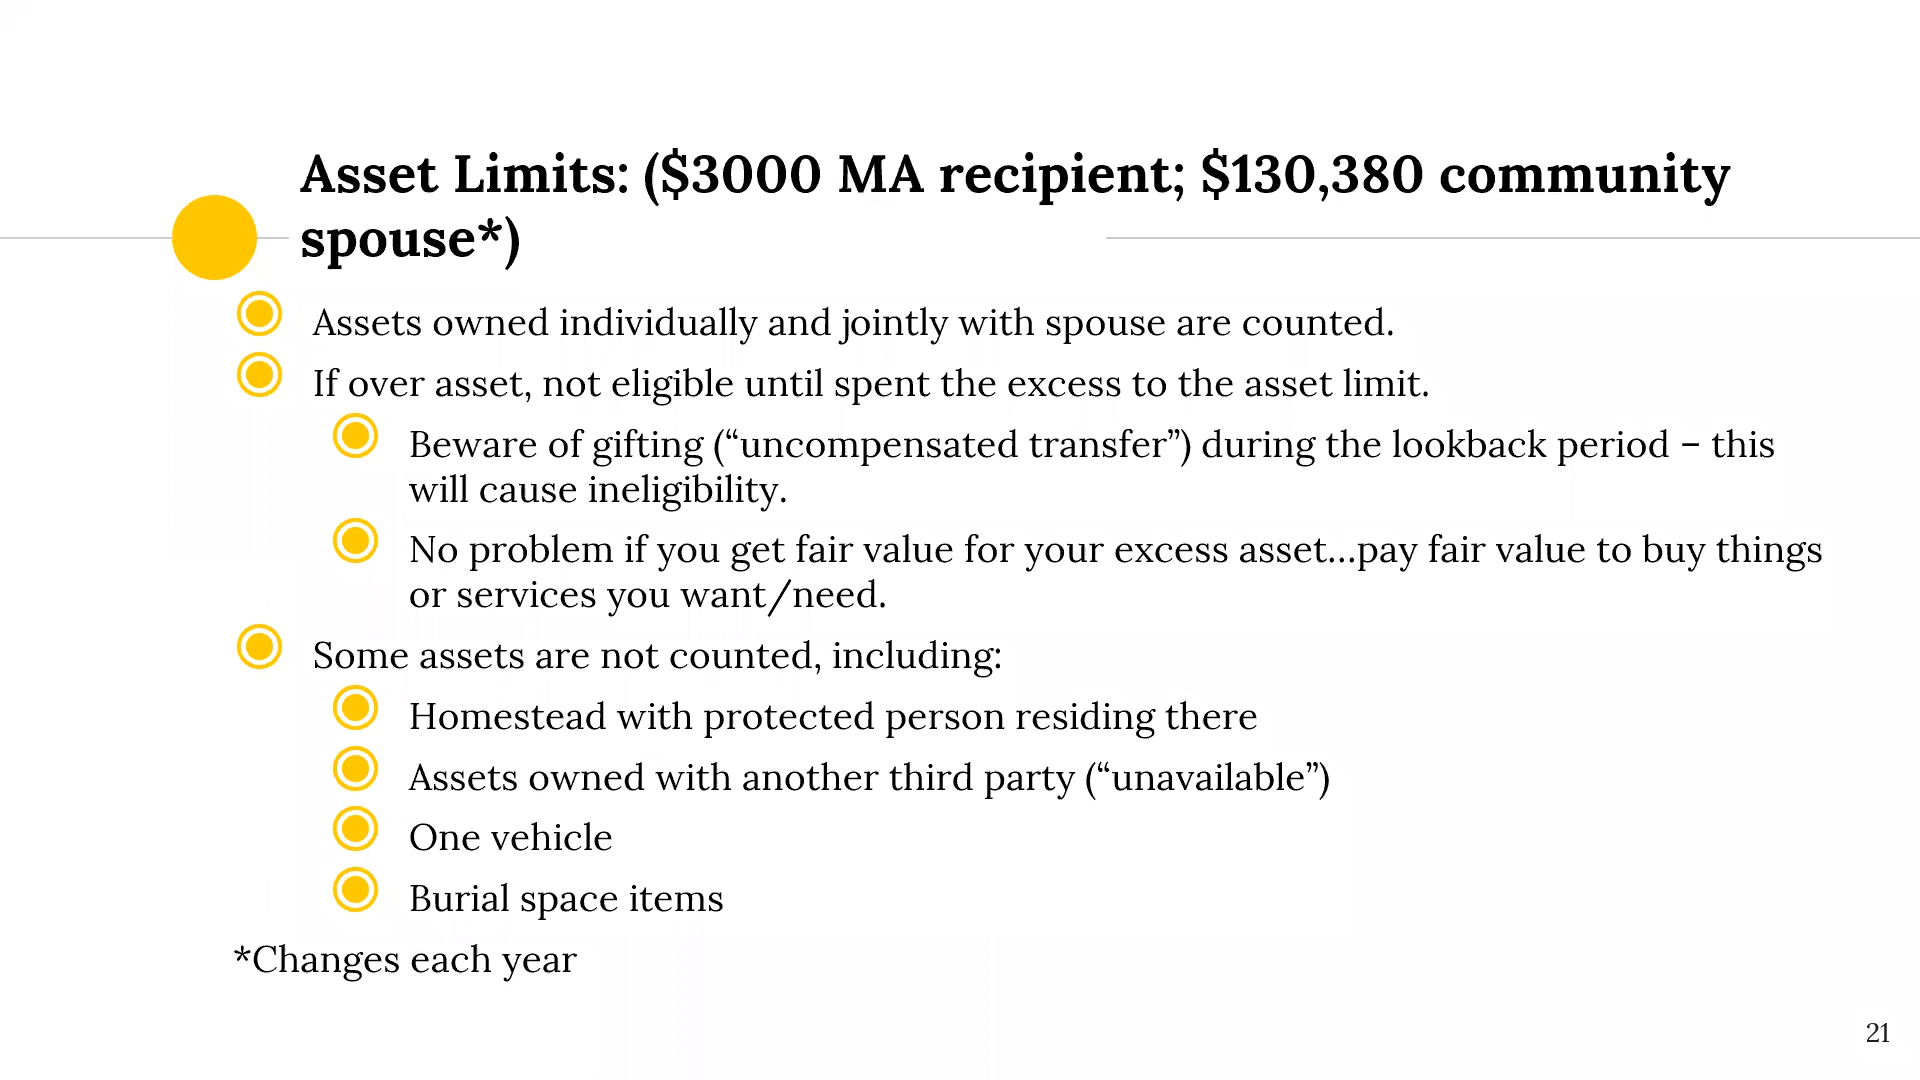 Asset Limits: ($3000 MA recipient; $130,380 community
spouse*)
Assets owned individually and jointly with spouse are counted.
If over asset, not eligible until spent the excess to the asset limit.
Beware of gifting (“uncompensated transfer”) during the lookback period – this
will cause ineligibility.
No problem if you get fair value for your excess asset…pay fair value to buy things
or services you want/need.
Some assets are not counted, including:
Homestead with protected person residing there
Assets owned with another third party (“unavailable”)
One vehicle
Burial space items
*Changes each year
21